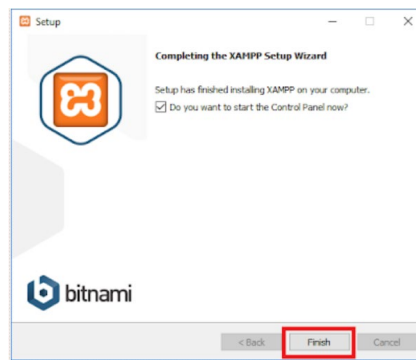 Setup
Completing the XAMPP Setup Wizard
Setup has finished installing XAMPP on your computer.
Do you want to start the Control Panel now?
bitnami
< Back
Finish
Cancel